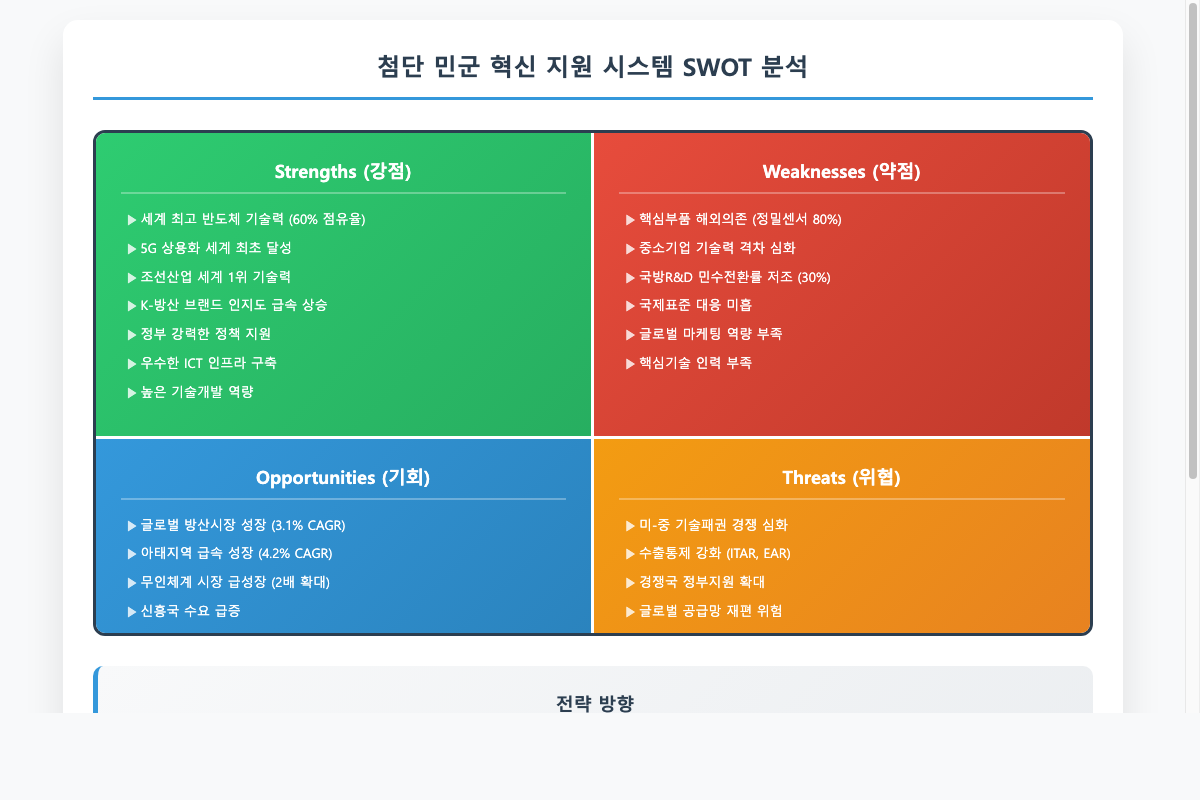 첨단 민군 혁신 지원 시스템 SWOT 분석
Strengths (강점)
▶ 세계 최고 반도체 기술력 (60% 점유율)
▶ 5G 상용화 세계 최초 달성
▶ 조선산업 세계 1위 기술력
▶ K-방산 브랜드 인지도 급속 상승
▶ 정부 강력한 정책 지원
▶ 우수한 ICT 인프라 구축
▶ 높은 기술개발 역량
Weaknesses (약점)
▶ 핵심부품 해외의존 (정밀센서 80%)
▶ 중소기업 기술력 격차 심화
▶ 국방R&D 민수전환률 저조 (30%)
▶ 국제표준 대응 미흡
▶ 글로벌 마케팅 역량 부족
▶ 핵심기술 인력 부족
Opportunities (기회)
▶ 글로벌 방산시장 성장 (3.1% CAGR)
▶ 아태지역 급속 성장 (4.2% CAGR)
▶ 무인체계 시장 급성장 (2배 확대)
▶ 신흥국 수요 급증
Threats (위협)
▶ 미-중 기술패권 경쟁 심화
▶ 수출통제 강화 (ITAR, EAR)
▶ 경쟁국 정부지원 확대
▶ 글로벌 공급망 재편 위험
전략 방향